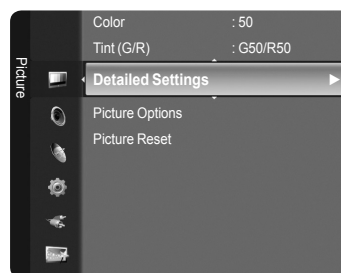 Picture
Color : 50
Tint (G/R) : G50/R50
Detailed Settings
Picture Options
Picture Reset